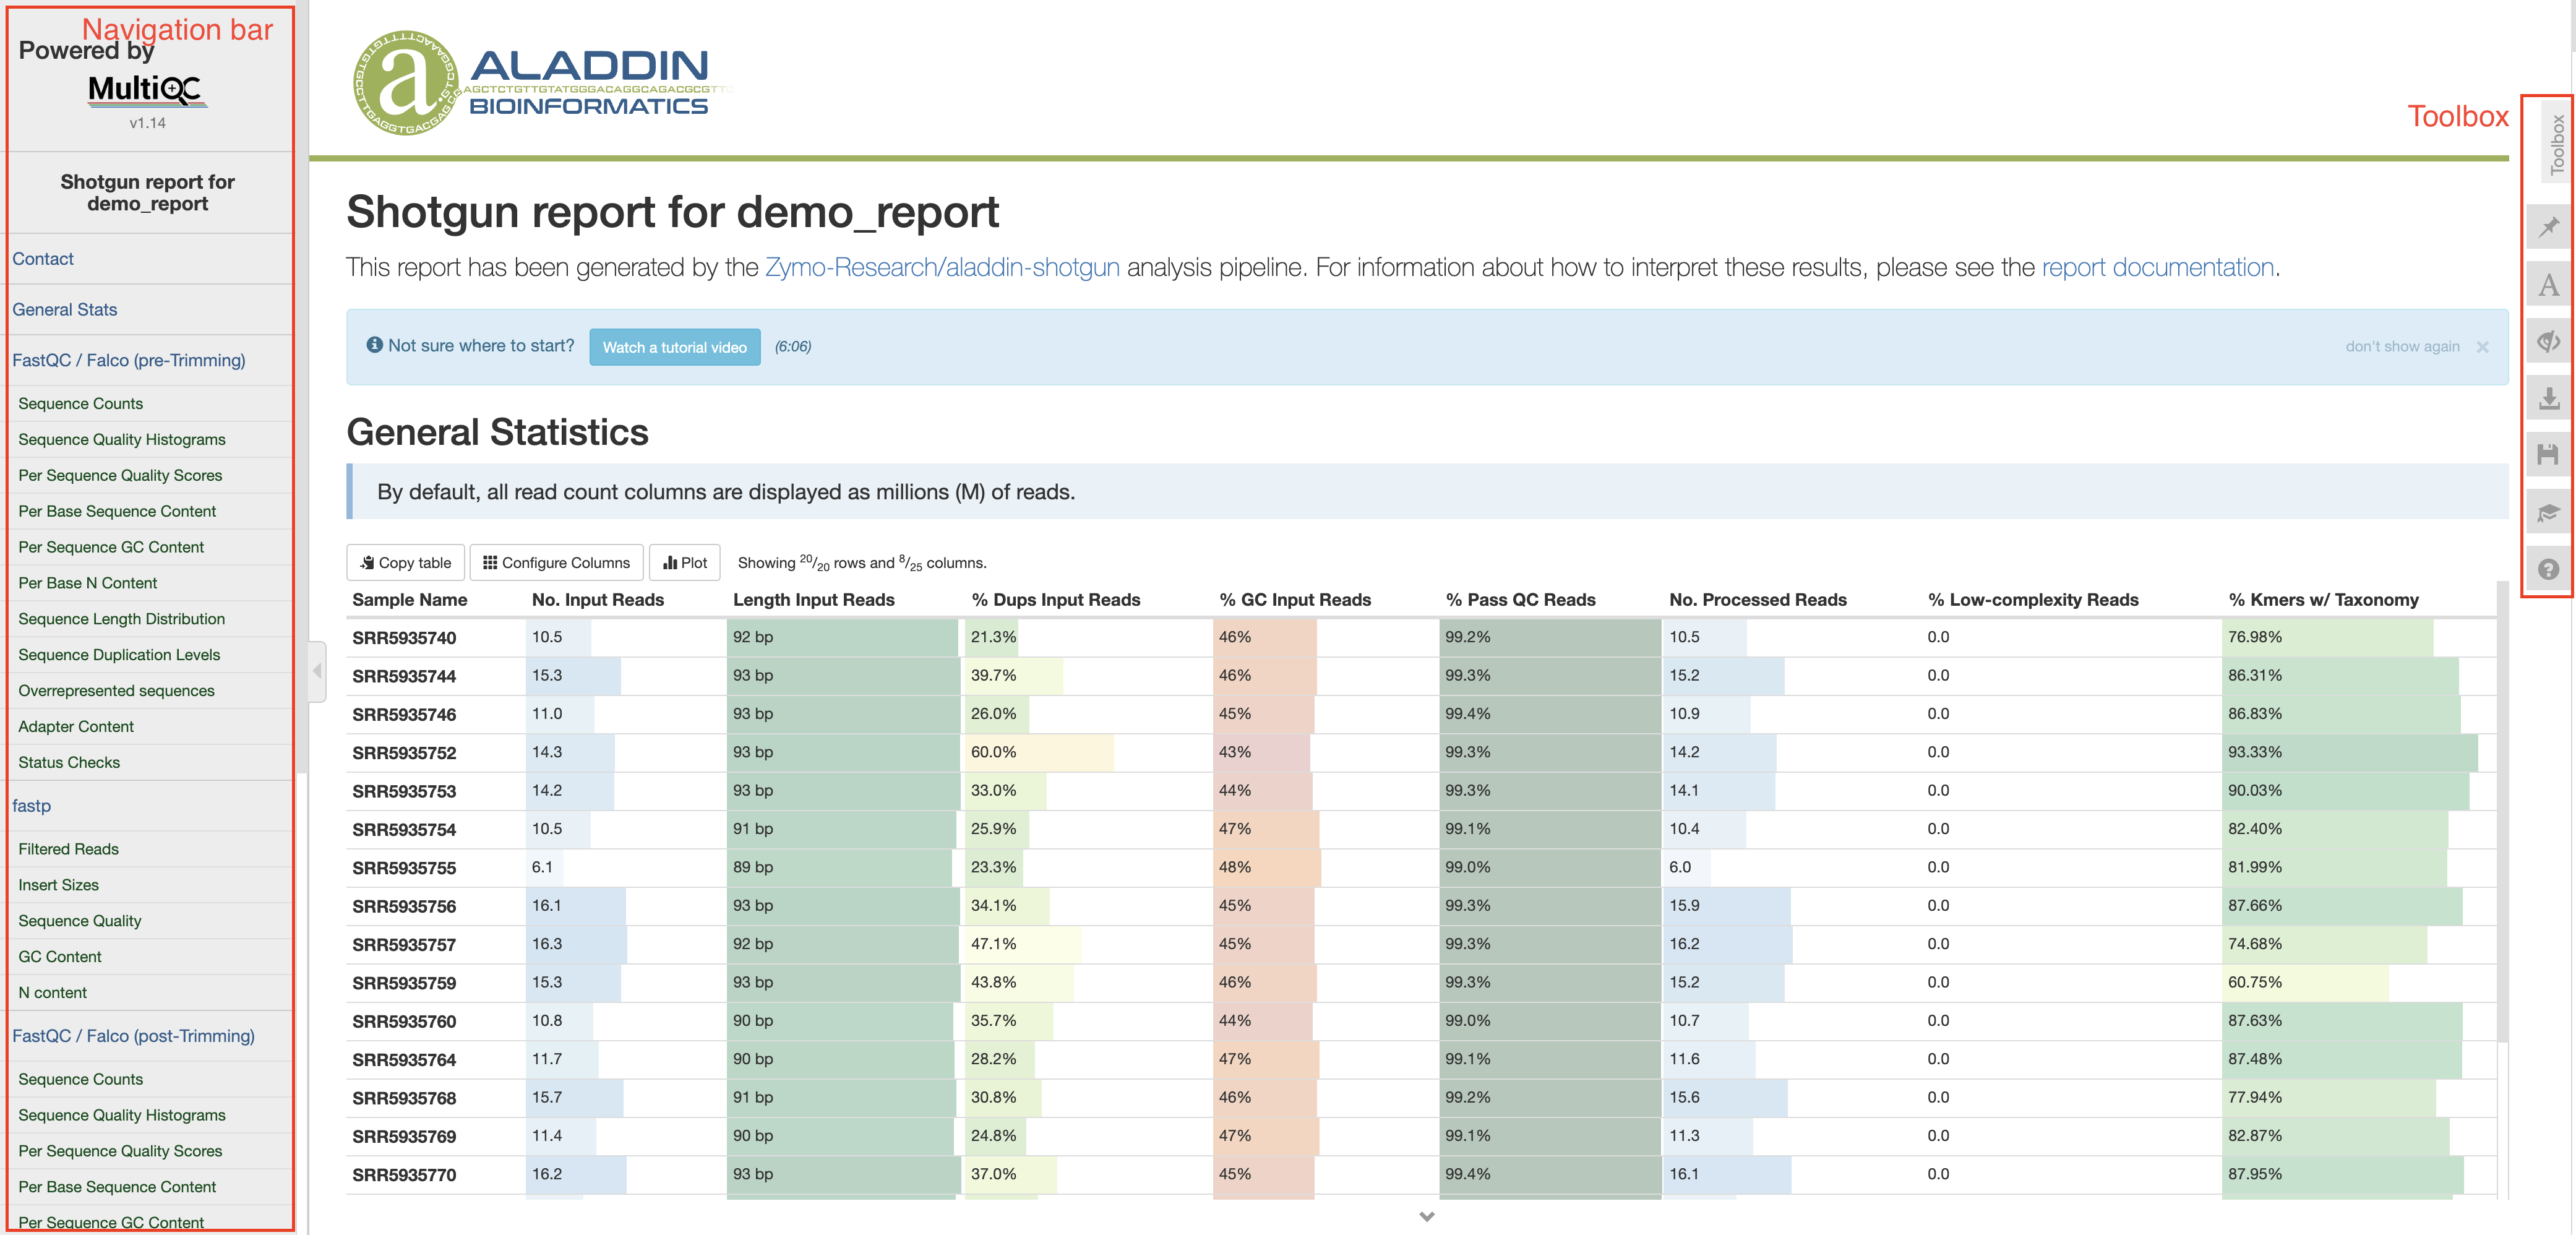 Navigation bar
Powered by
MultiQC
v1.14
Shotgun report for
demo_report
Contact
General Stats
FastQC / Falco (pre-Trimming)
Sequence Counts
Sequence Quality Histograms
Per Sequence Quality Scores
Per Base Sequence Content
Per Sequence GC Content
Per Base N Content
Sequence Length Distribution
Sequence Duplication Levels
Overrepresented sequences
Adapter Content
Status Checks
fastp
Filtered Reads
Insert Sizes
Sequence Quality
GC Content
N content
FastQC / Falco (post-Trimming)
Sequence Counts
Sequence Quality Histograms
Per Sequence Quality Scores
Per Base Sequence Content
Per Sequence GC Content
a
ALADDIN
AGCTCTGTTGTATGGGACAGGCAGACGCGTTC
BIOINFORMATICS
Toolbox
Toolbox
Shotgun report for demo_report
This report has been generated by the Zymo-Research/aladdin-shotgun analysis pipeline. For information about how to interpret these results, please see the report documentation.
Not sure where to start? Watch a tutorial video (6:06) don't show again ×
General Statistics
By default, all read count columns are displayed as millions (M) of reads.
Copy table Configure Columns Plot Showing 20/20 rows and 8/25 columns.
Sample Name No. Input Reads Length Input Reads % Dups Input Reads % GC Input Reads % Pass QC Reads No. Processed Reads % Low-complexity Reads % Kmers w/ Taxonomy
SRR5935740 10.5 92 bp 21.3% 46% 99.2% 10.5 0.0 76.98%
SRR5935744 15.3 93 bp 39.7% 46% 99.3% 15.2 0.0 86.31%
SRR5935746 11.0 93 bp 26.0% 45% 99.4% 10.9 0.0 86.83%
SRR5935752 14.3 93 bp 60.0% 43% 99.3% 14.2 0.0 93.33%
SRR5935753 14.2 93 bp 33.0% 44% 99.3% 14.1 0.0 90.03%
SRR5935754 10.5 91 bp 25.9% 47% 99.1% 10.4 0.0 82.40%
SRR5935755 6.1 89 bp 23.3% 48% 99.0% 6.0 0.0 81.99%
SRR5935756 16.1 93 bp 34.1% 45% 99.3% 15.9 0.0 87.66%
SRR5935757 16.3 92 bp 47.1% 45% 99.3% 16.2 0.0 74.68%
SRR5935759 15.3 93 bp 43.8% 46% 99.3% 15.2 0.0 60.75%
SRR5935760 10.8 90 bp 35.7% 44% 99.0% 10.7 0.0 87.63%
SRR5935764 11.7 90 bp 28.2% 47% 99.1% 11.6 0.0 87.48%
SRR5935768 15.7 91 bp 30.8% 46% 99.2% 15.6 0.0 77.94%
SRR5935769 11.4 90 bp 24.8% 47% 99.1% 11.3 0.0 82.87%
SRR5935770 16.2 93 bp 37.0% 45% 99.4% 16.1 0.0 87.95%
A
?